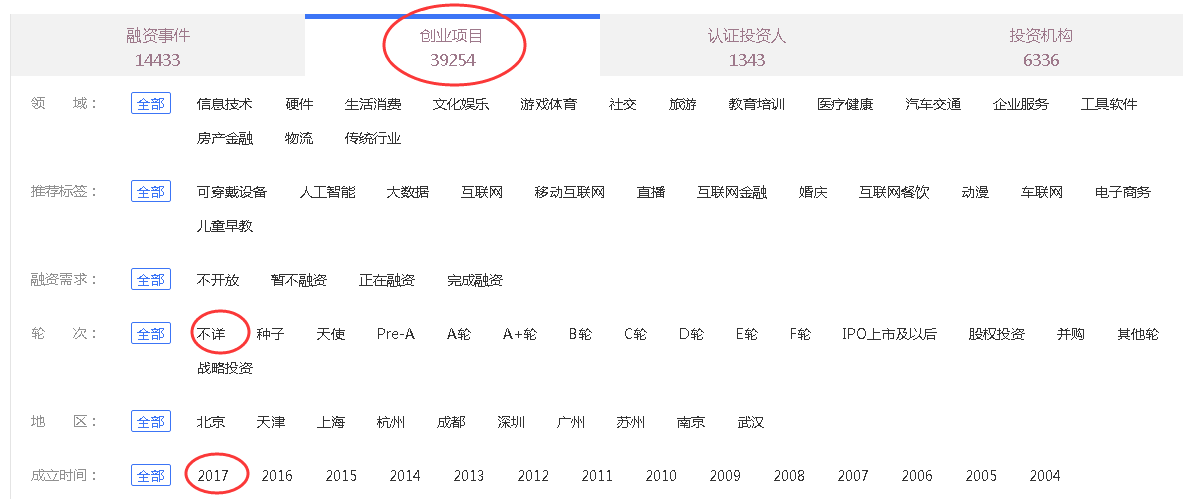 融资事件 创业项目 认证投资人 投资机构
14433 39254 1343 6336
领 域： 全部 信息技术 硬件 生活消费 文化娱乐 游戏体育 社交 旅游 教育培训 医疗健康 汽车交通 企业服务 工具软件
房产金融 物流 传统行业
推荐标签： 全部 可穿戴设备 人工智能 大数据 互联网 移动互联网 直播 互联网金融 婚庆 互联网餐饮 动漫 车联网 电子商务
儿童早教
融资需求： 全部 不开放 暂不融资 正在融资 完成融资
轮 次： 全部 不详 种子 天使 Pre-A A轮 A+轮 B轮 C轮 D轮 E轮 F轮 IPO上市及以后 股权投资 并购 其他轮
战略投资
地 区： 全部 北京 天津 上海 杭州 成都 深圳 广州 苏州 南京 武汉
成立时间： 全部 2017 2016 2015 2014 2013 2012 2011 2010 2009 2008 2007 2006 2005 2004